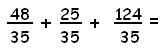 48/35 + 25/35 + 124/35 =